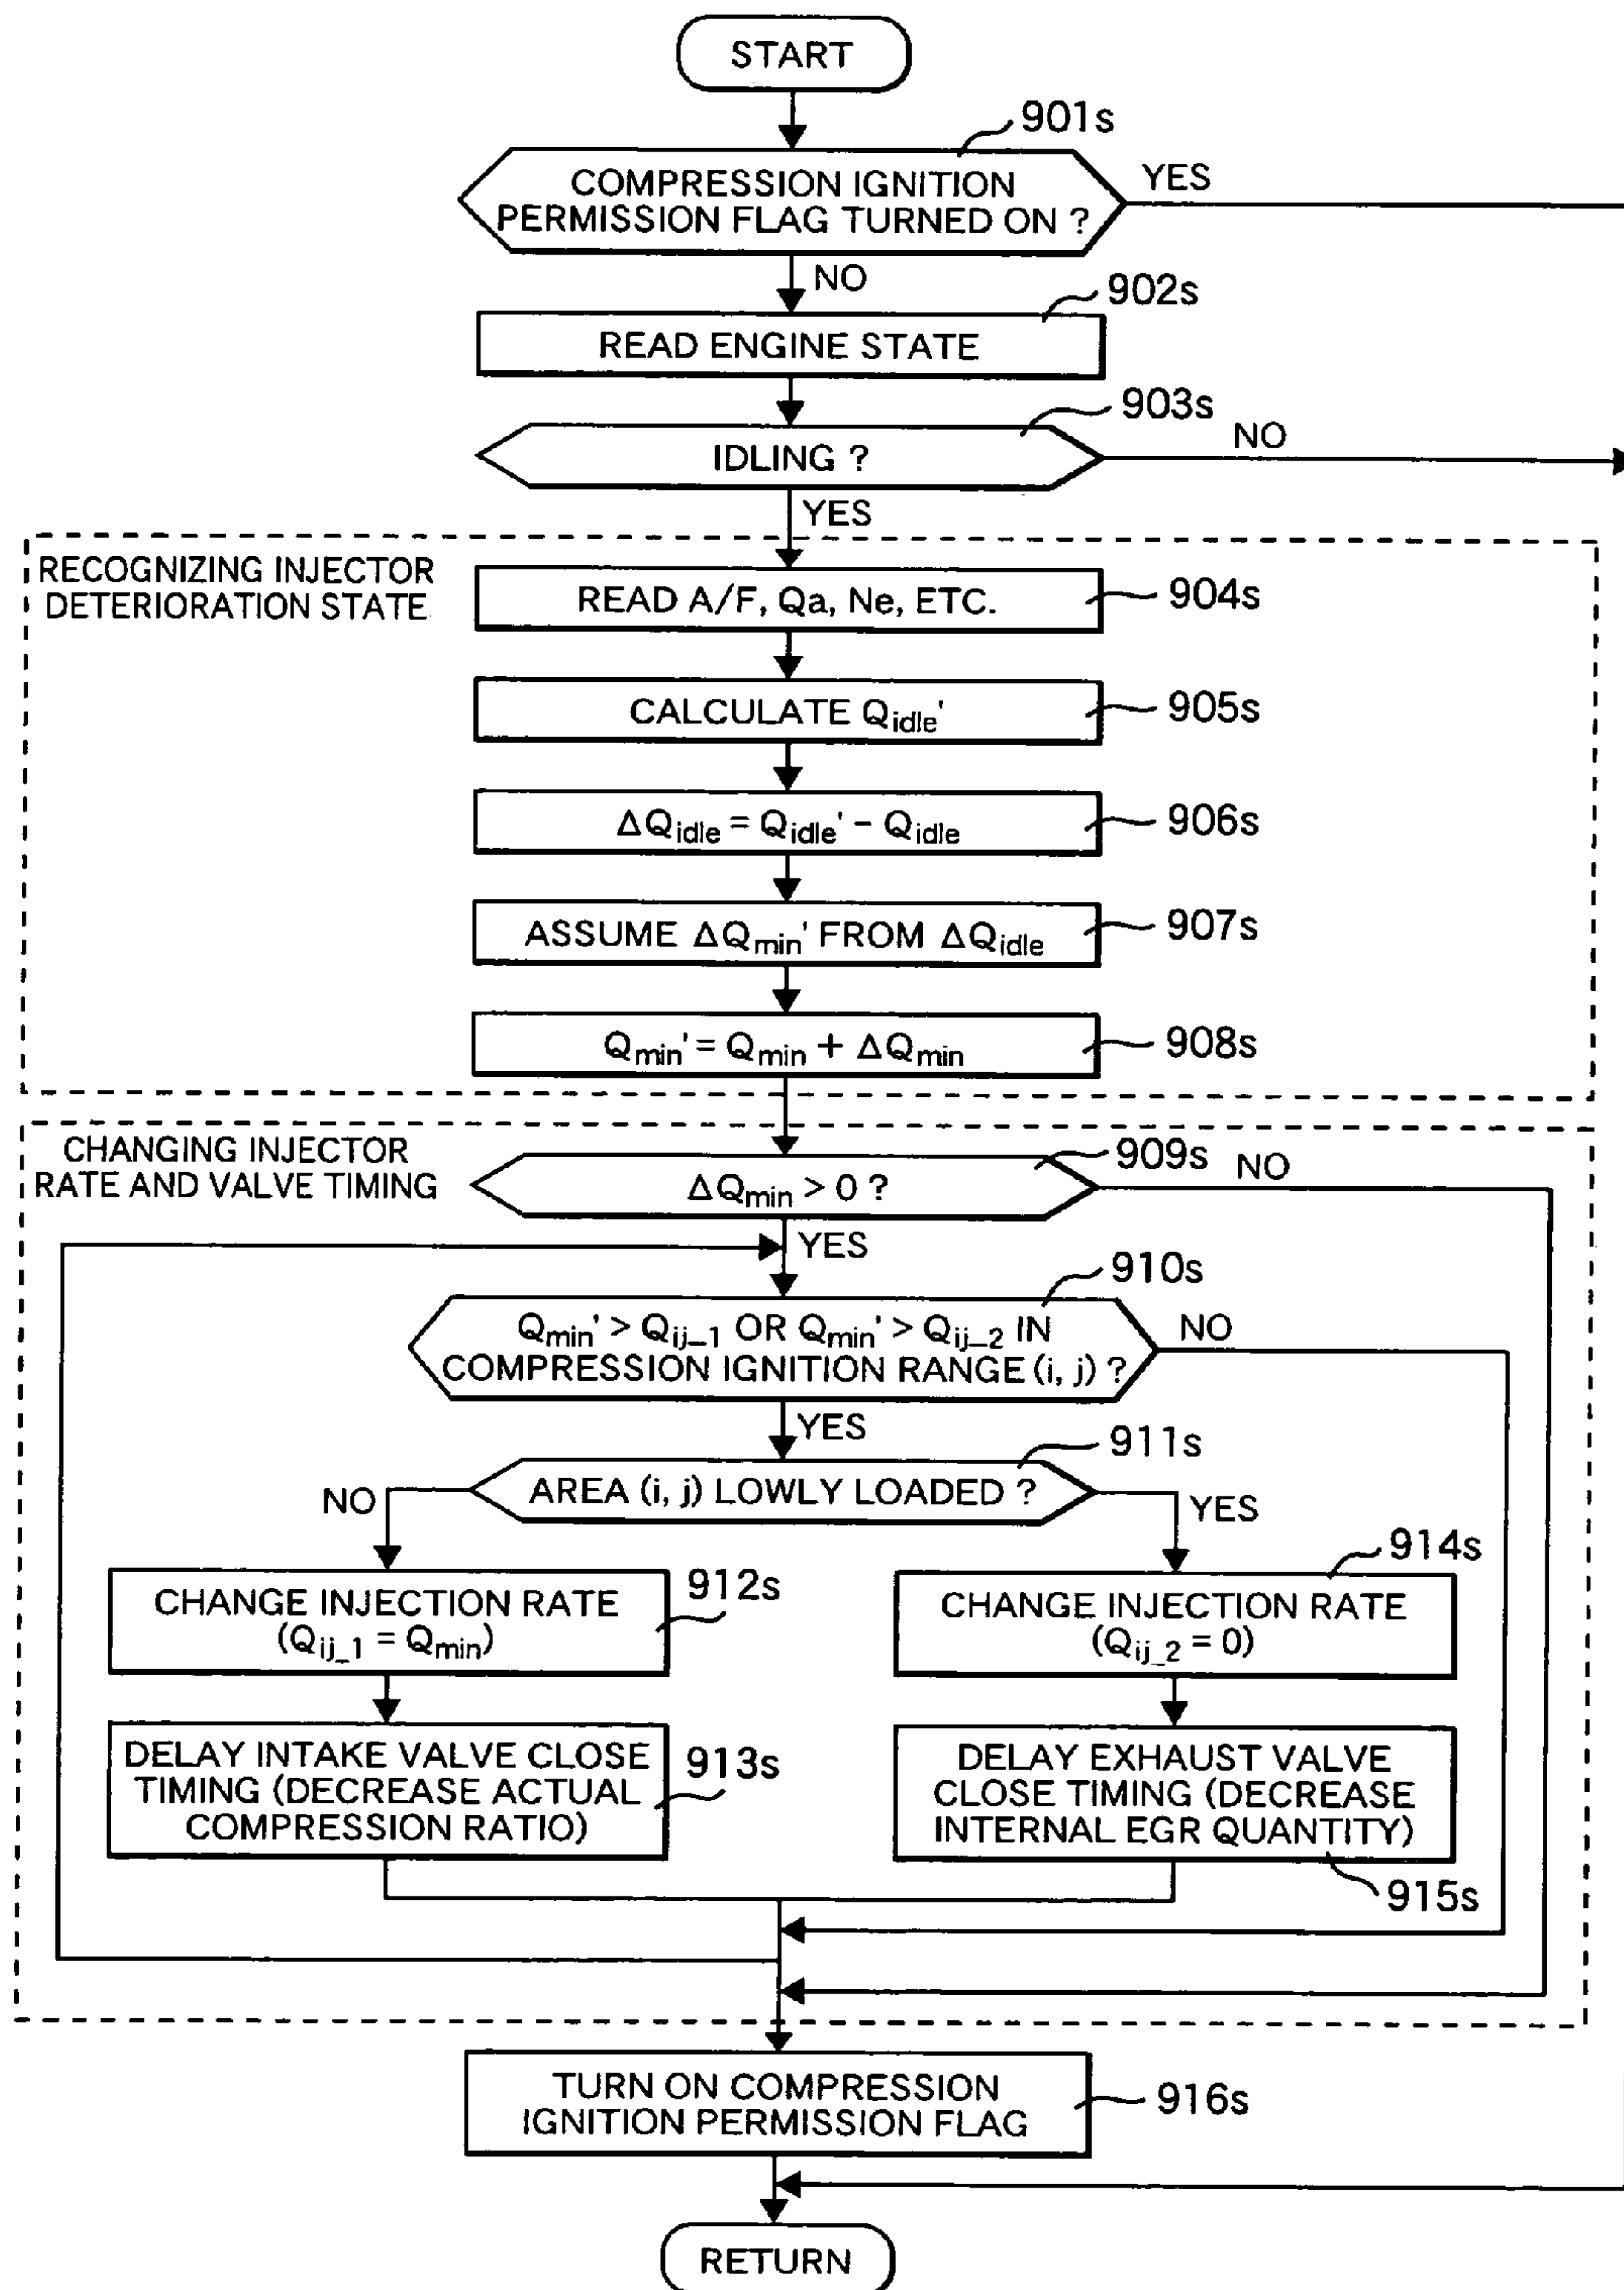 START
901s
COMPRESSION IGNITION
PERMISSION FLAG TURNED ON ?
YES
NO
902s
READ ENGINE STATE
903s
IDLING ?
NO
YES
RECOGNIZING INJECTOR
DETERIORATION STATE
READ A/F, Qa, Ne, ETC.
904s
CALCULATE Qidle'
905s
ΔQidle = Qidle' - Qidle
906s
ASSUME ΔQmin' FROM ΔQidle
907s
Qmin' = Qmin + ΔQmin
908s
CHANGING INJECTOR
RATE AND VALVE TIMING
909s
ΔQmin > 0 ?
NO
YES
910s
Qmin' > Qij_1 OR Qmin' > Qij_2 IN
COMPRESSION IGNITION RANGE (i, j) ?
NO
YES
911s
AREA (i, j) LOWLY LOADED ?
NO
YES
CHANGE INJECTION RATE
(Qij_1 = Qmin)
912s
914s
CHANGE INJECTION RATE
(Qij_2 = 0)
DELAY INTAKE VALVE CLOSE
TIMING (DECREASE ACTUAL
COMPRESSION RATIO)
913s
DELAY EXHAUST VALVE
CLOSE TIMING (DECREASE
INTERNAL EGR QUANTITY)
915s
TURN ON COMPRESSION
IGNITION PERMISSION FLAG
916s
RETURN